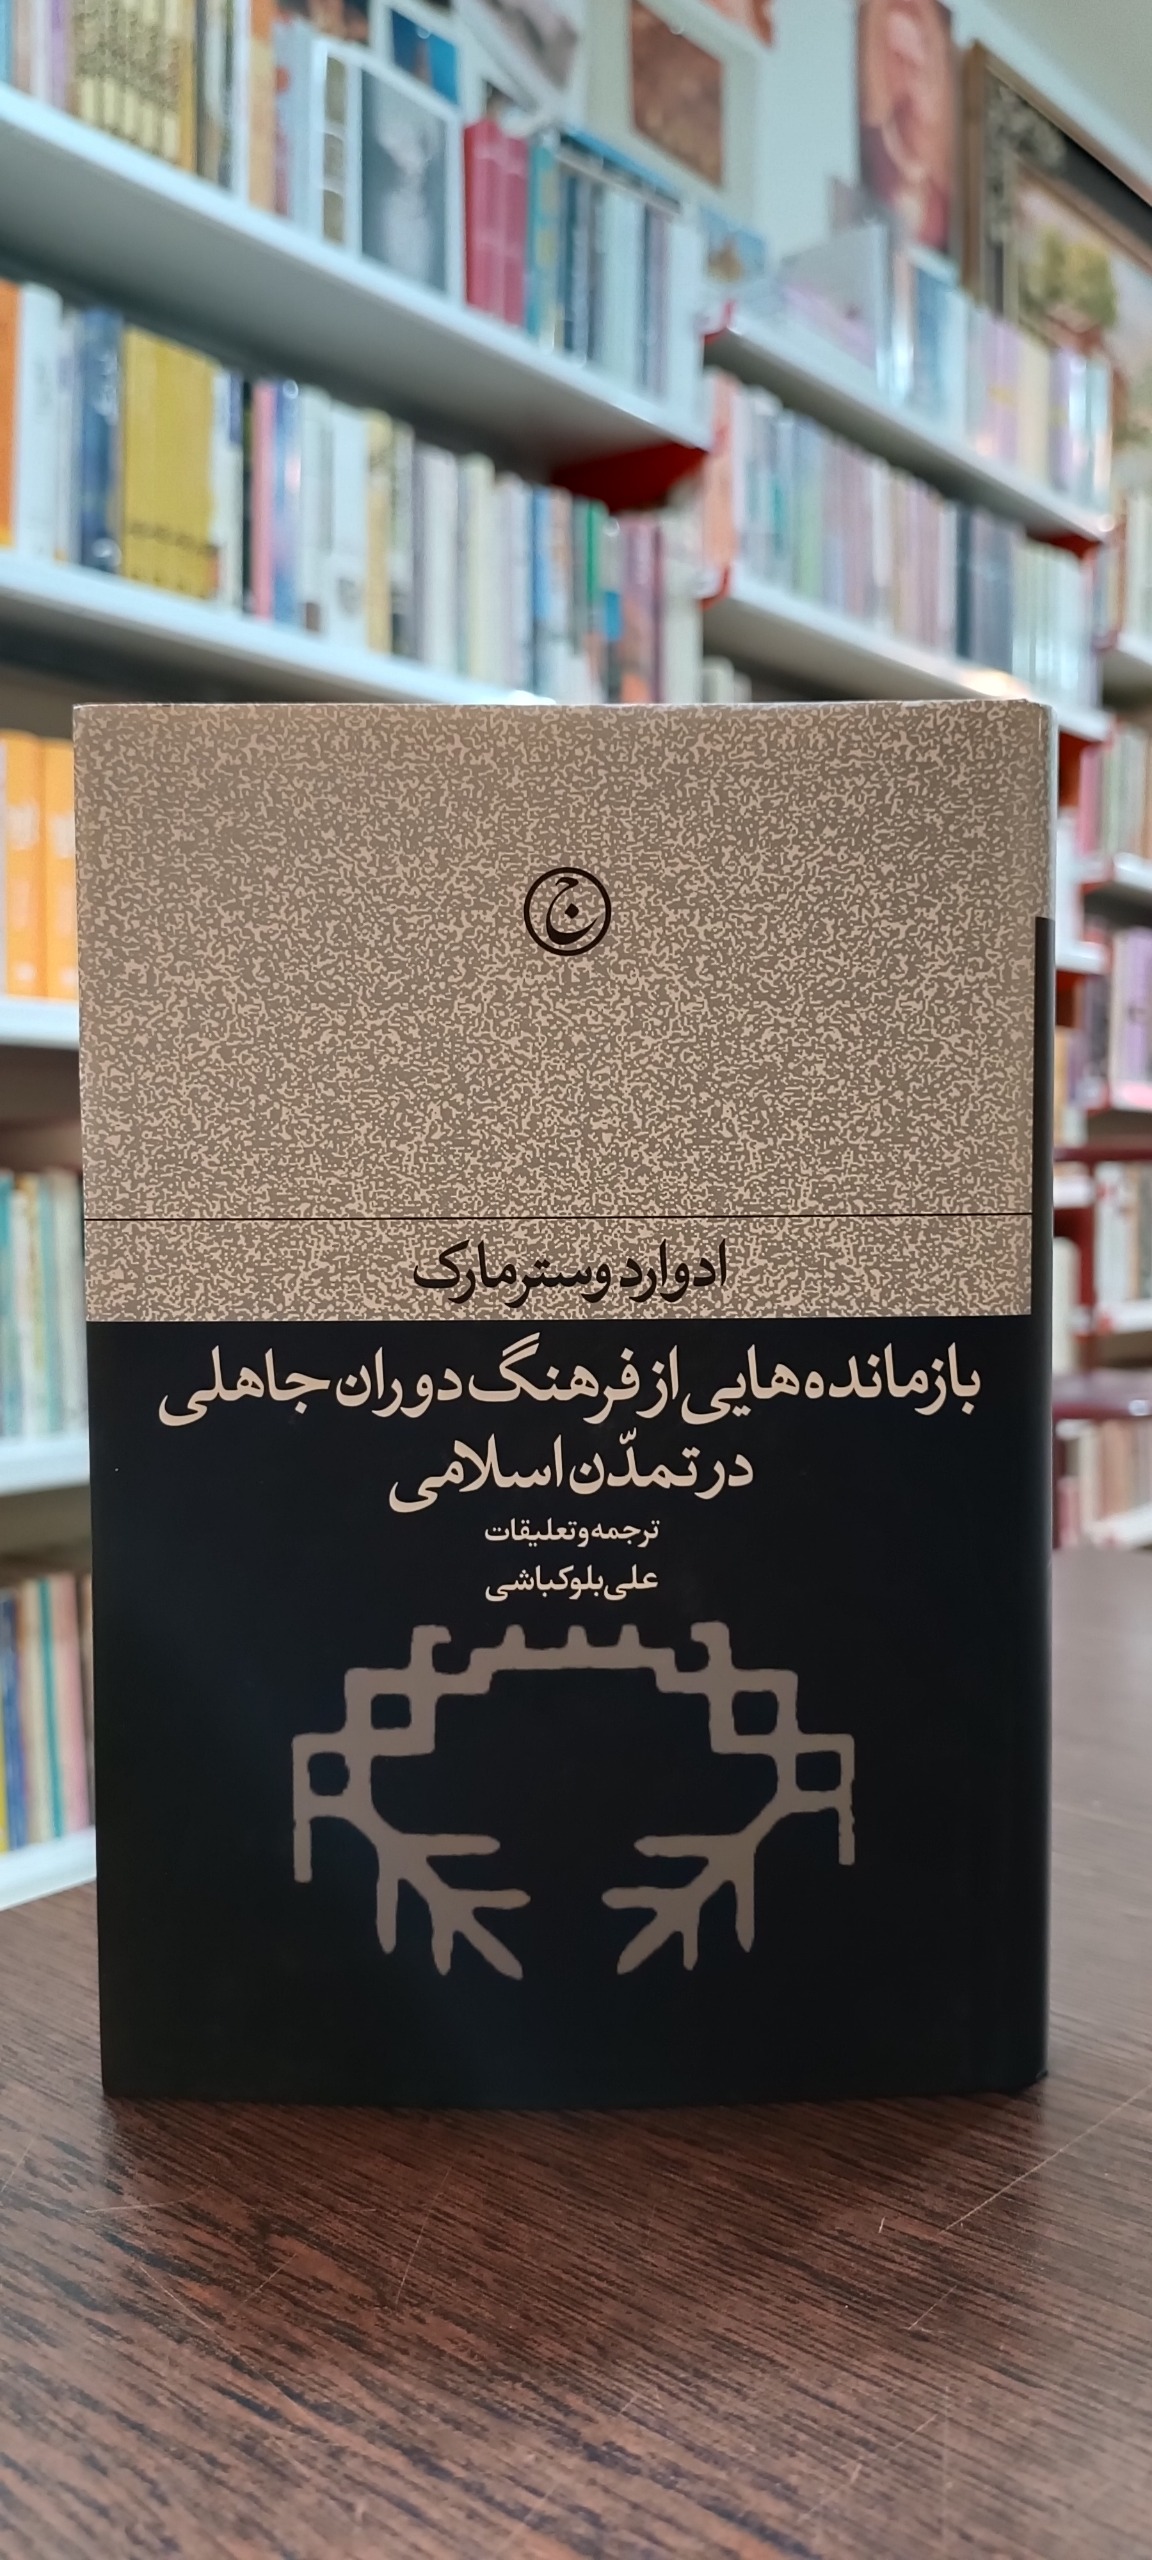 ج
ادوارد وسترمارک
بازمانده‌هایی از فرهنگ دوران جاهلی
در تمدّن اسلامی
ترجمه و تعلیقات
علی بلوکباشی